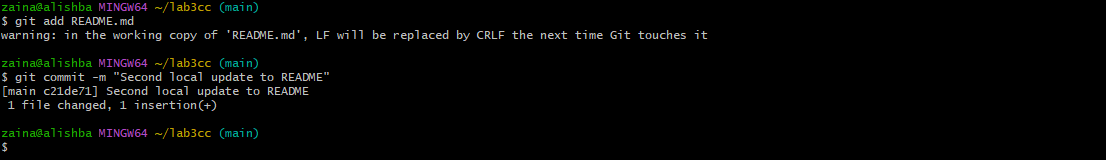 zaina@alishba MINGW64 ~/lab3cc (main)
$ git add README.md
warning: in the working copy of 'README.md', LF will be replaced by CRLF the next time Git touches it
zaina@alishba MINGW64 ~/lab3cc (main)
$ git commit -m "Second local update to README"
[main c21de71] Second local update to README
 1 file changed, 1 insertion(+)
zaina@alishba MINGW64 ~/lab3cc (main)
$